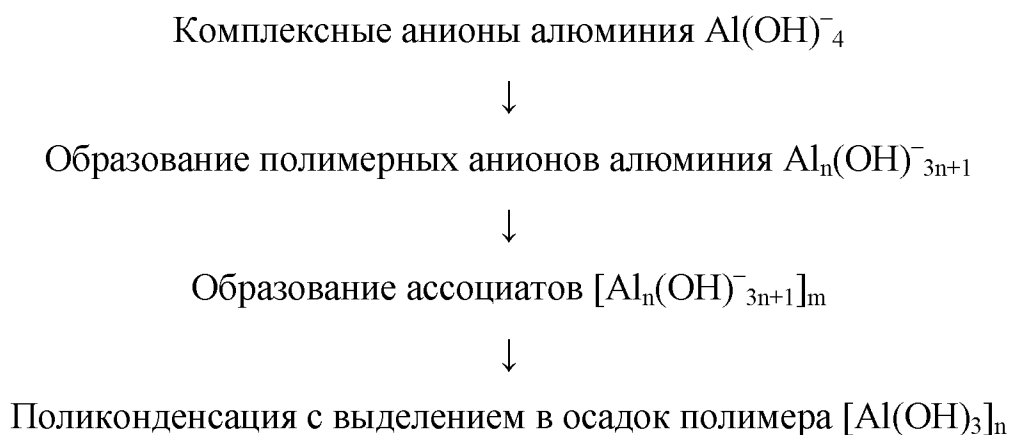 Комплексные анионы алюминия Al(OH)⁻₄
↓
Образование полимерных анионов алюминия Alₙ(OH)⁻₃ₙ₊₁
↓
Образование ассоциатов [Alₙ(OH)⁻₃ₙ₊₁]ₘ
↓
Поликонденсация с выделением в осадок полимера [Al(OH)₃]ₙ